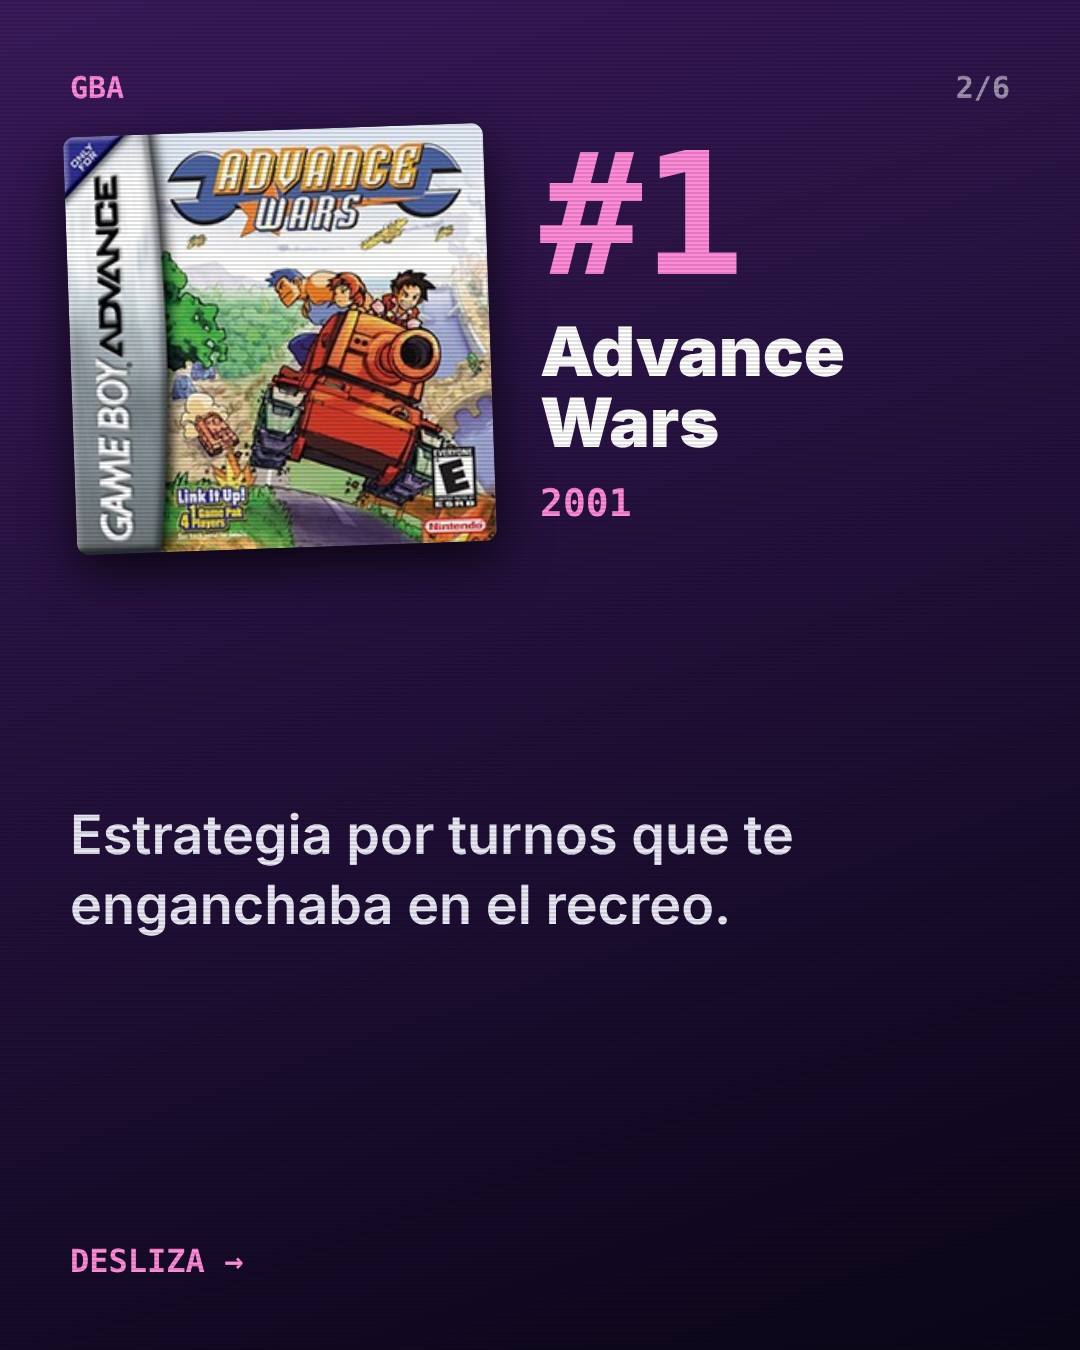 GBA
2/6
ONLY
FOR
GAME BOY ADVANCE
ADVANCE
WARS
Link It Up!
1 Game Pak
4 Players
EVERYONE
E
ESRB
Nintendo
#1
Advance
Wars
2001
Estrategia por turnos que te
enganchaba en el recreo.
DESLIZA →